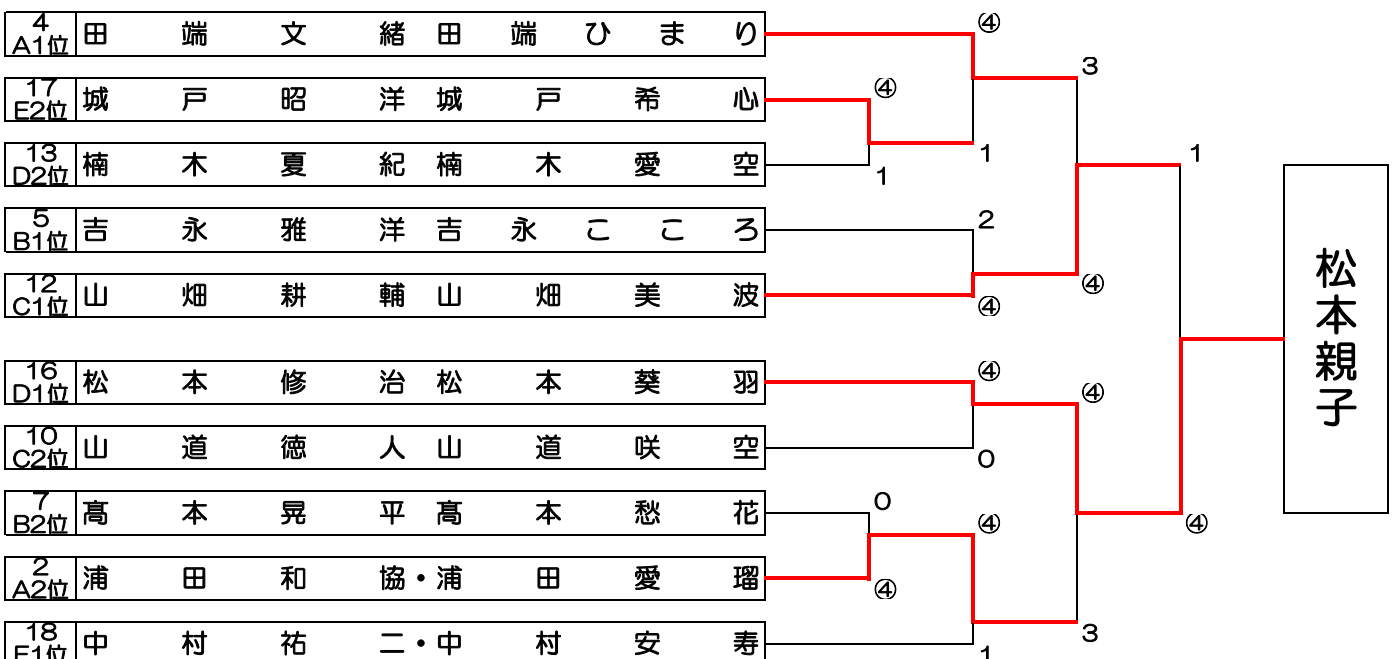 4
A1位
田端文緒 田端ひまり
④
3
17
E2位
城戸昭洋 城戸希心
④
1
13
D2位
楠木夏紀 楠木愛空
1
1
5
B1位
吉永雅洋 吉永こころ
2
12
C1位
山畑耕輔 山畑美波
④
④
松本親子
16
D1位
松本修治 松本葵羽
④
④
10
C2位
山道徳人 山道咲空
0
7
B2位
髙本晃平 髙本愁花
0
④
④
2
A2位
浦田和協・浦田愛瑠
④
18
E1位
中村祐二・中村安寿
3
1